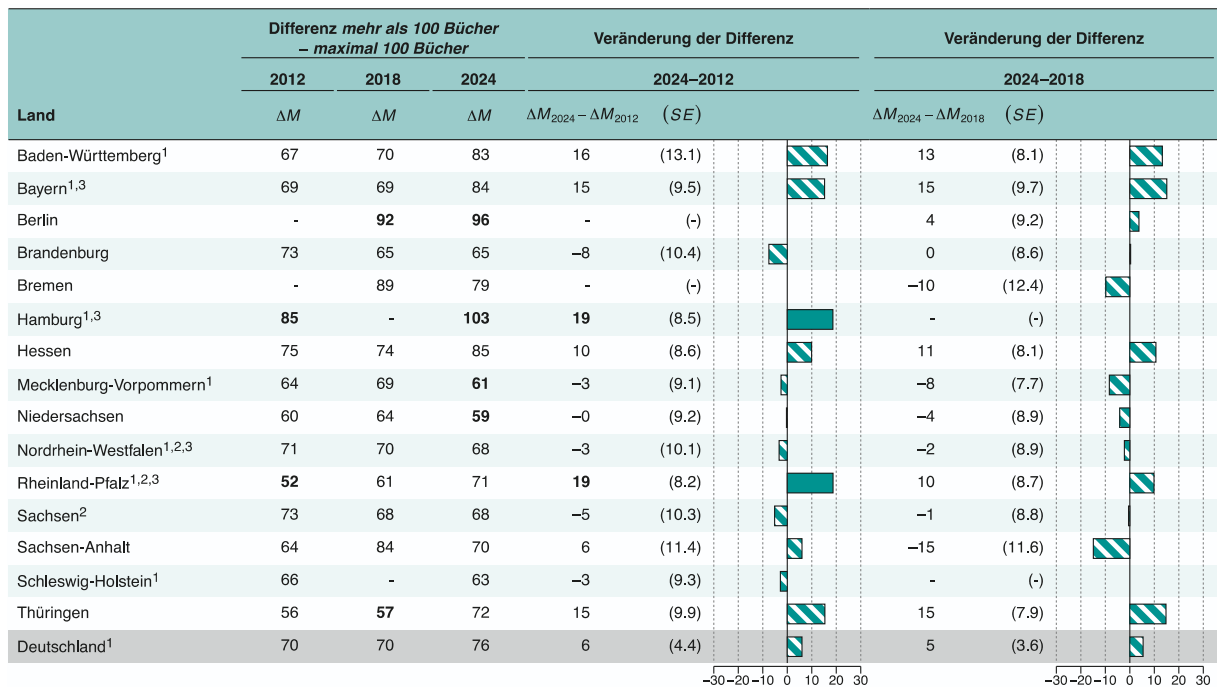 Differenz mehr als 100 Bücher – maximal 100 Bücher Veränderung der Differenz Veränderung der Differenz
2012 2018 2024 2024–2012 2024–2018
Land ΔM ΔM ΔM ΔM2024 – ΔM2012 (SE) ΔM2024 – ΔM2018 (SE)
Baden-Württemberg1 67 70 83 16 (13.1) 13 (8.1)
Bayern1,3 69 69 84 15 (9.5) 15 (9.7)
Berlin - 92 96 - (-) 4 (9.2)
Brandenburg 73 65 65 –8 (10.4) 0 (8.6)
Bremen - 89 79 - (-) –10 (12.4)
Hamburg1,3 85 - 103 19 (8.5) - (-)
Hessen 75 74 85 10 (8.6) 11 (8.1)
Mecklenburg-Vorpommern1 64 69 61 –3 (9.1) –8 (7.7)
Niedersachsen 60 64 59 –0 (9.2) –4 (8.9)
Nordrhein-Westfalen1,2,3 71 70 68 –3 (10.1) –2 (8.9)
Rheinland-Pfalz1,2,3 52 61 71 19 (8.2) 10 (8.7)
Sachsen2 73 68 68 –5 (10.3) –1 (8.8)
Sachsen-Anhalt 64 84 70 6 (11.4) –15 (11.6)
Schleswig-Holstein1 66 - 63 –3 (9.3) - (-)
Thüringen 56 57 72 15 (9.9) 15 (7.9)
Deutschland1 70 70 76 6 (4.4) 5 (3.6)
–30 –20 –10 0 10 20 30 –30 –20 –10 0 10 20 30